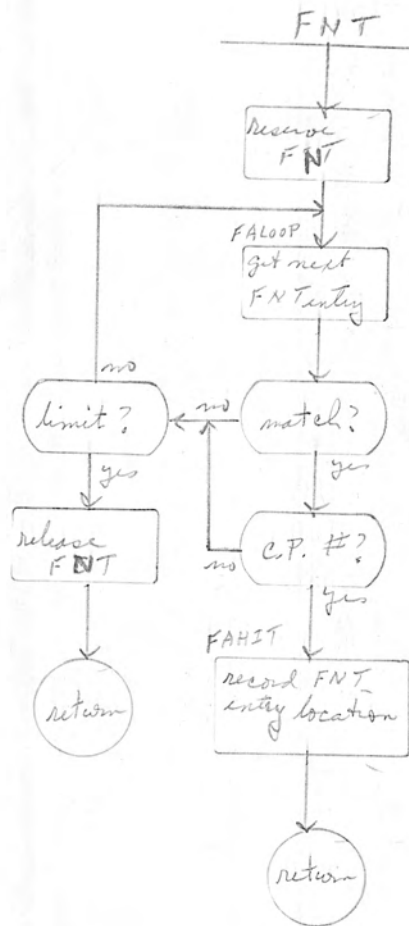 FNT
reserve
FNT
FALOOP
get next
FNT entry
no
limit?
no
match?
yes
yes
release
FNT
no
C.P. #?
yes
FAHIT
record FNT
entry location
return
return